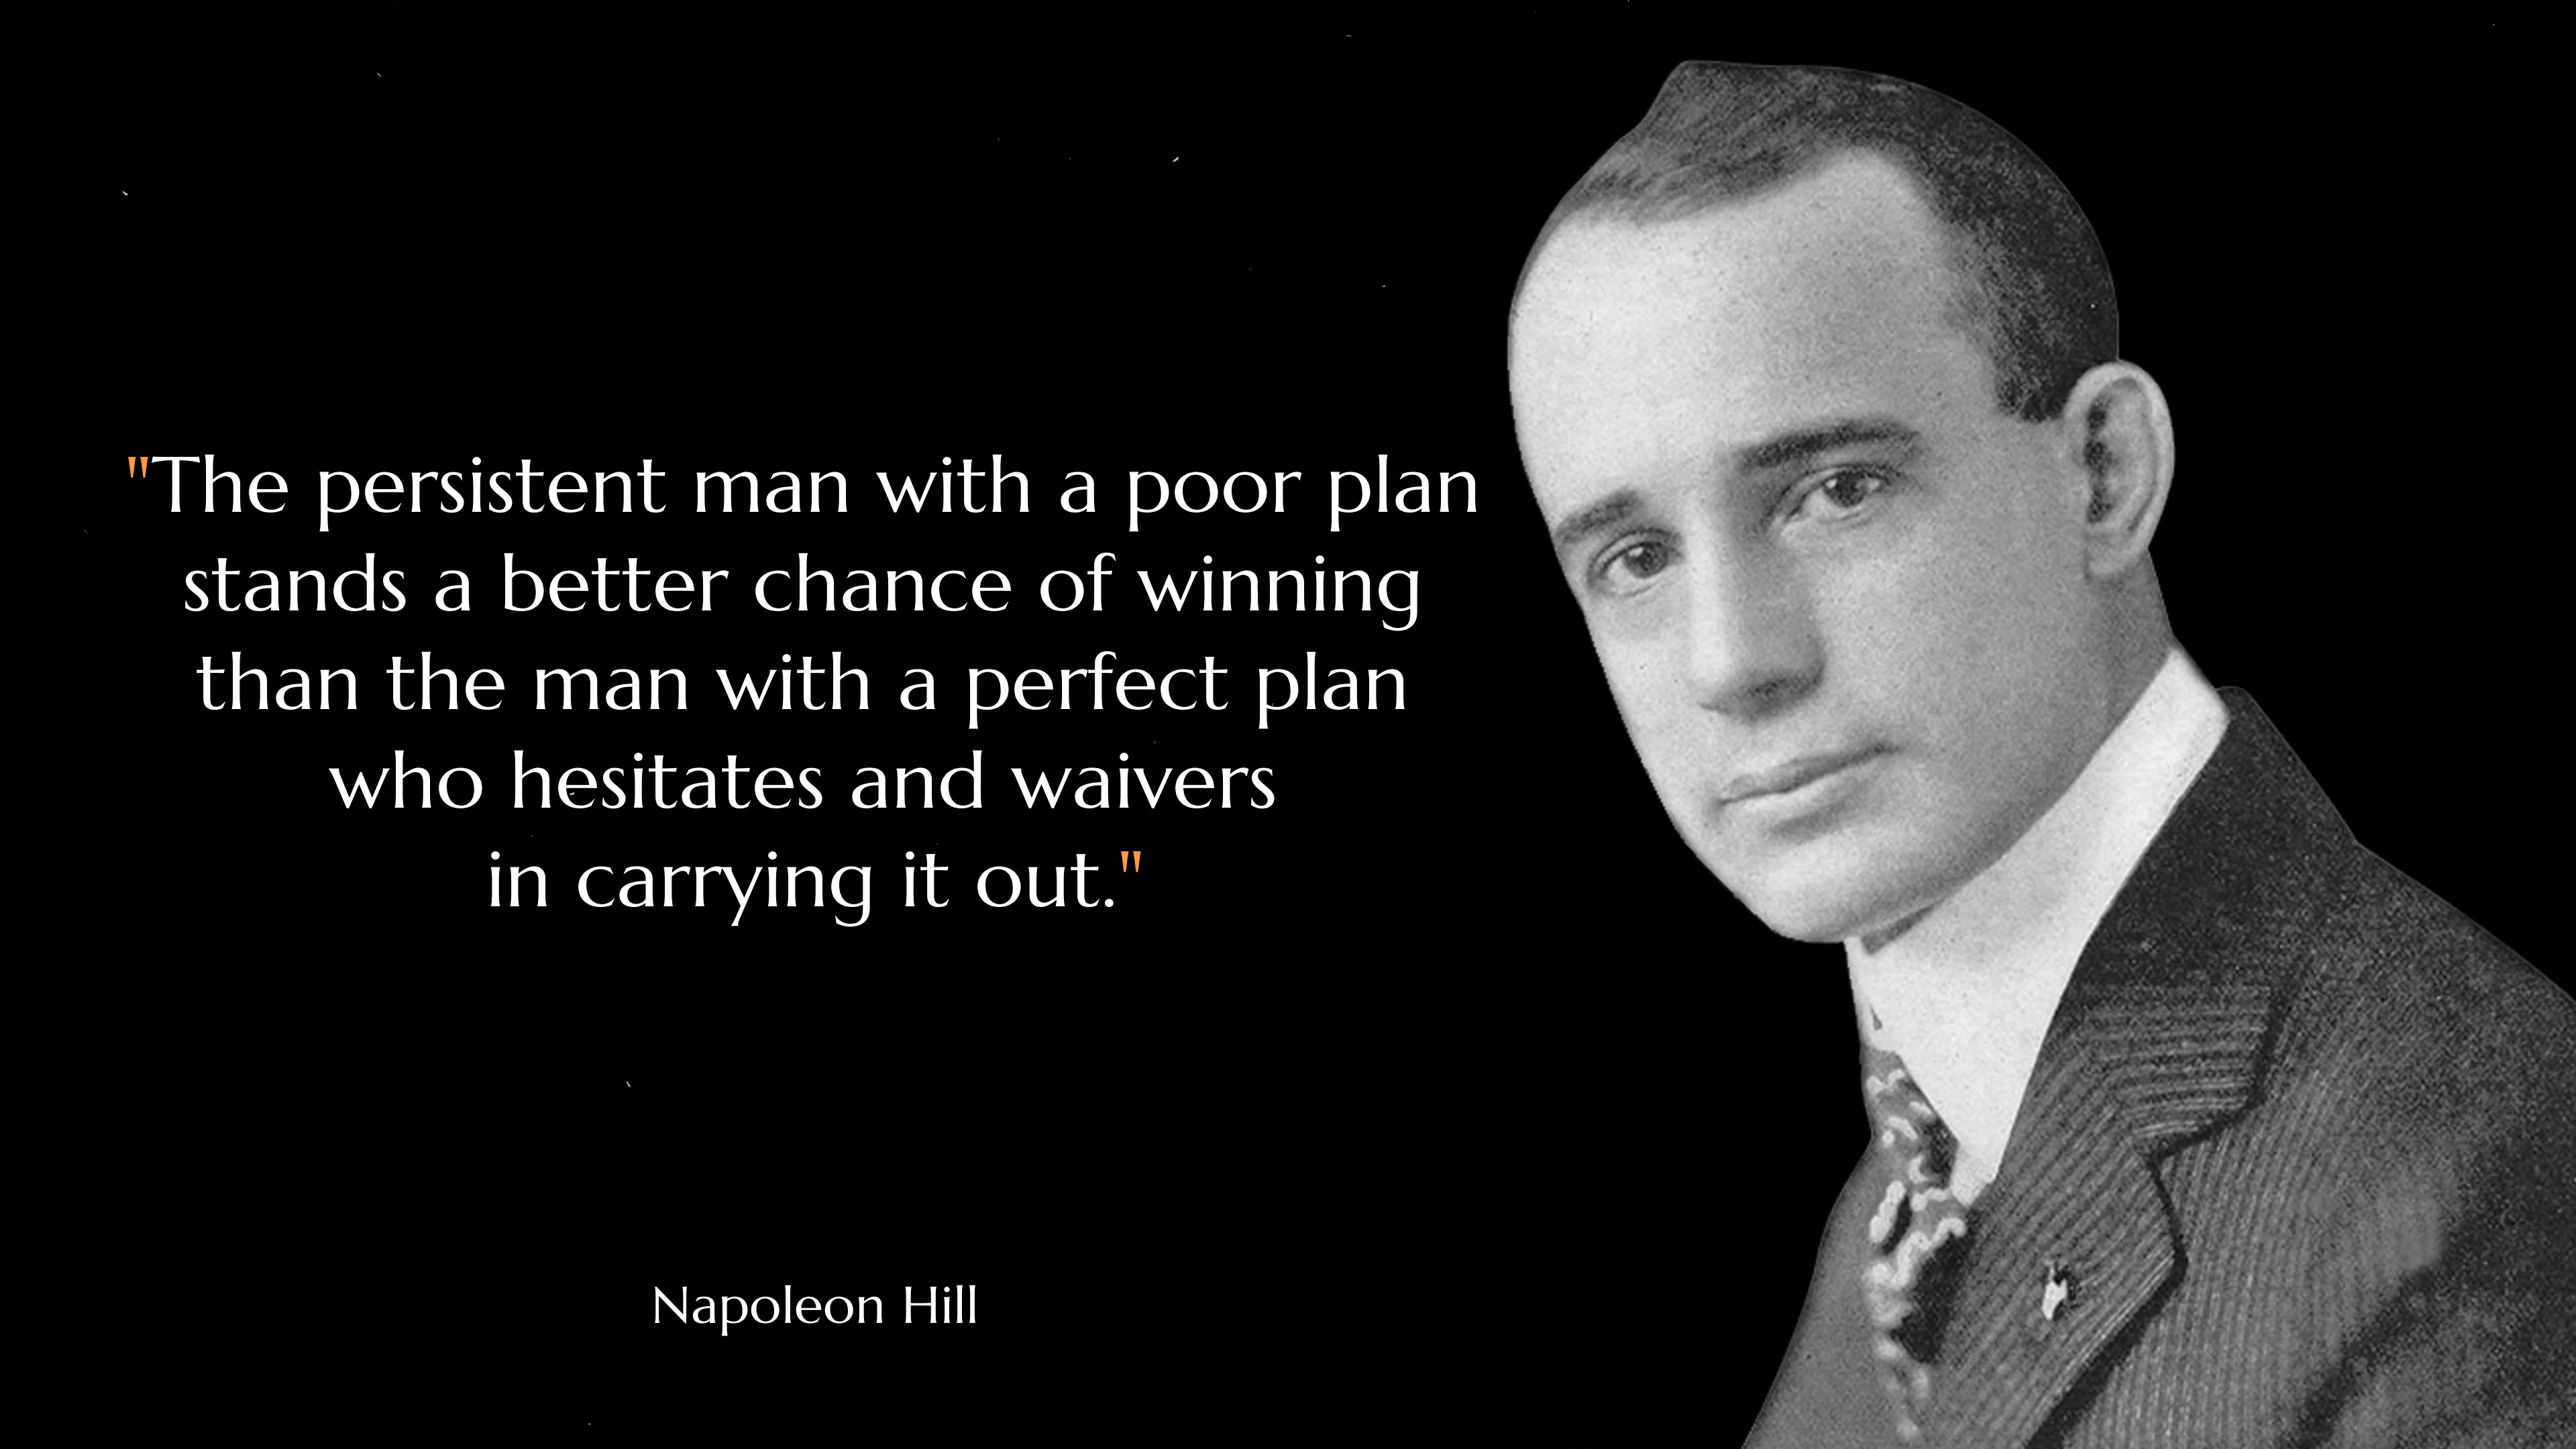 "The persistent man with a poor plan
stands a better chance of winning
than the man with a perfect plan
who hesitates and waivers
in carrying it out."
Napoleon Hill